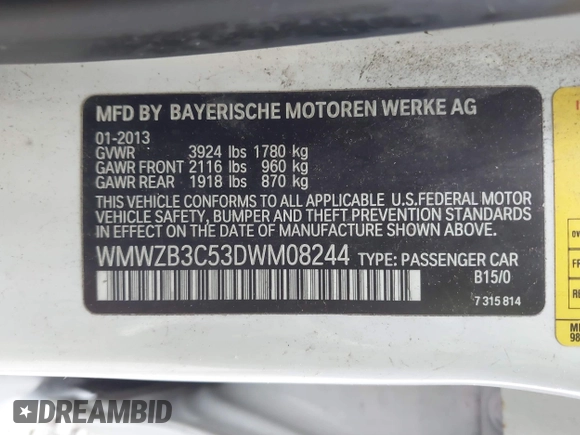 MFD BY BAYERISCHE MOTOREN WERKE AG
01-2013
GVWR 3924 lbs 1780 kg
GAWR FRONT 2116 lbs 960 kg
GAWR REAR 1918 lbs 870 kg
THIS VEHICLE CONFORMS TO ALL APPLICABLE U.S.FEDERAL MOTOR
VEHICLE SAFETY, BUMPER AND THEFT PREVENTION STANDARDS
IN EFFECT ON THE DATE OF MANUFACTURE SHOWN ABOVE.
WMWZB3C53DWM08244 TYPE: PASSENGER CAR
B15/0
7 315 814
DREAMBID